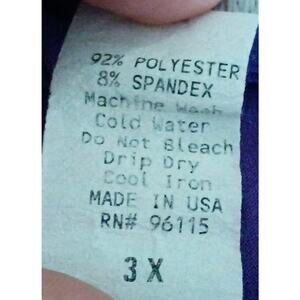 92% POLYESTER
8% SPANDEX
Machine Wash
Cold Water
Do Not Bleach
Drip Dry
Cool Iron
MADE IN USA
RN# 96115
3X